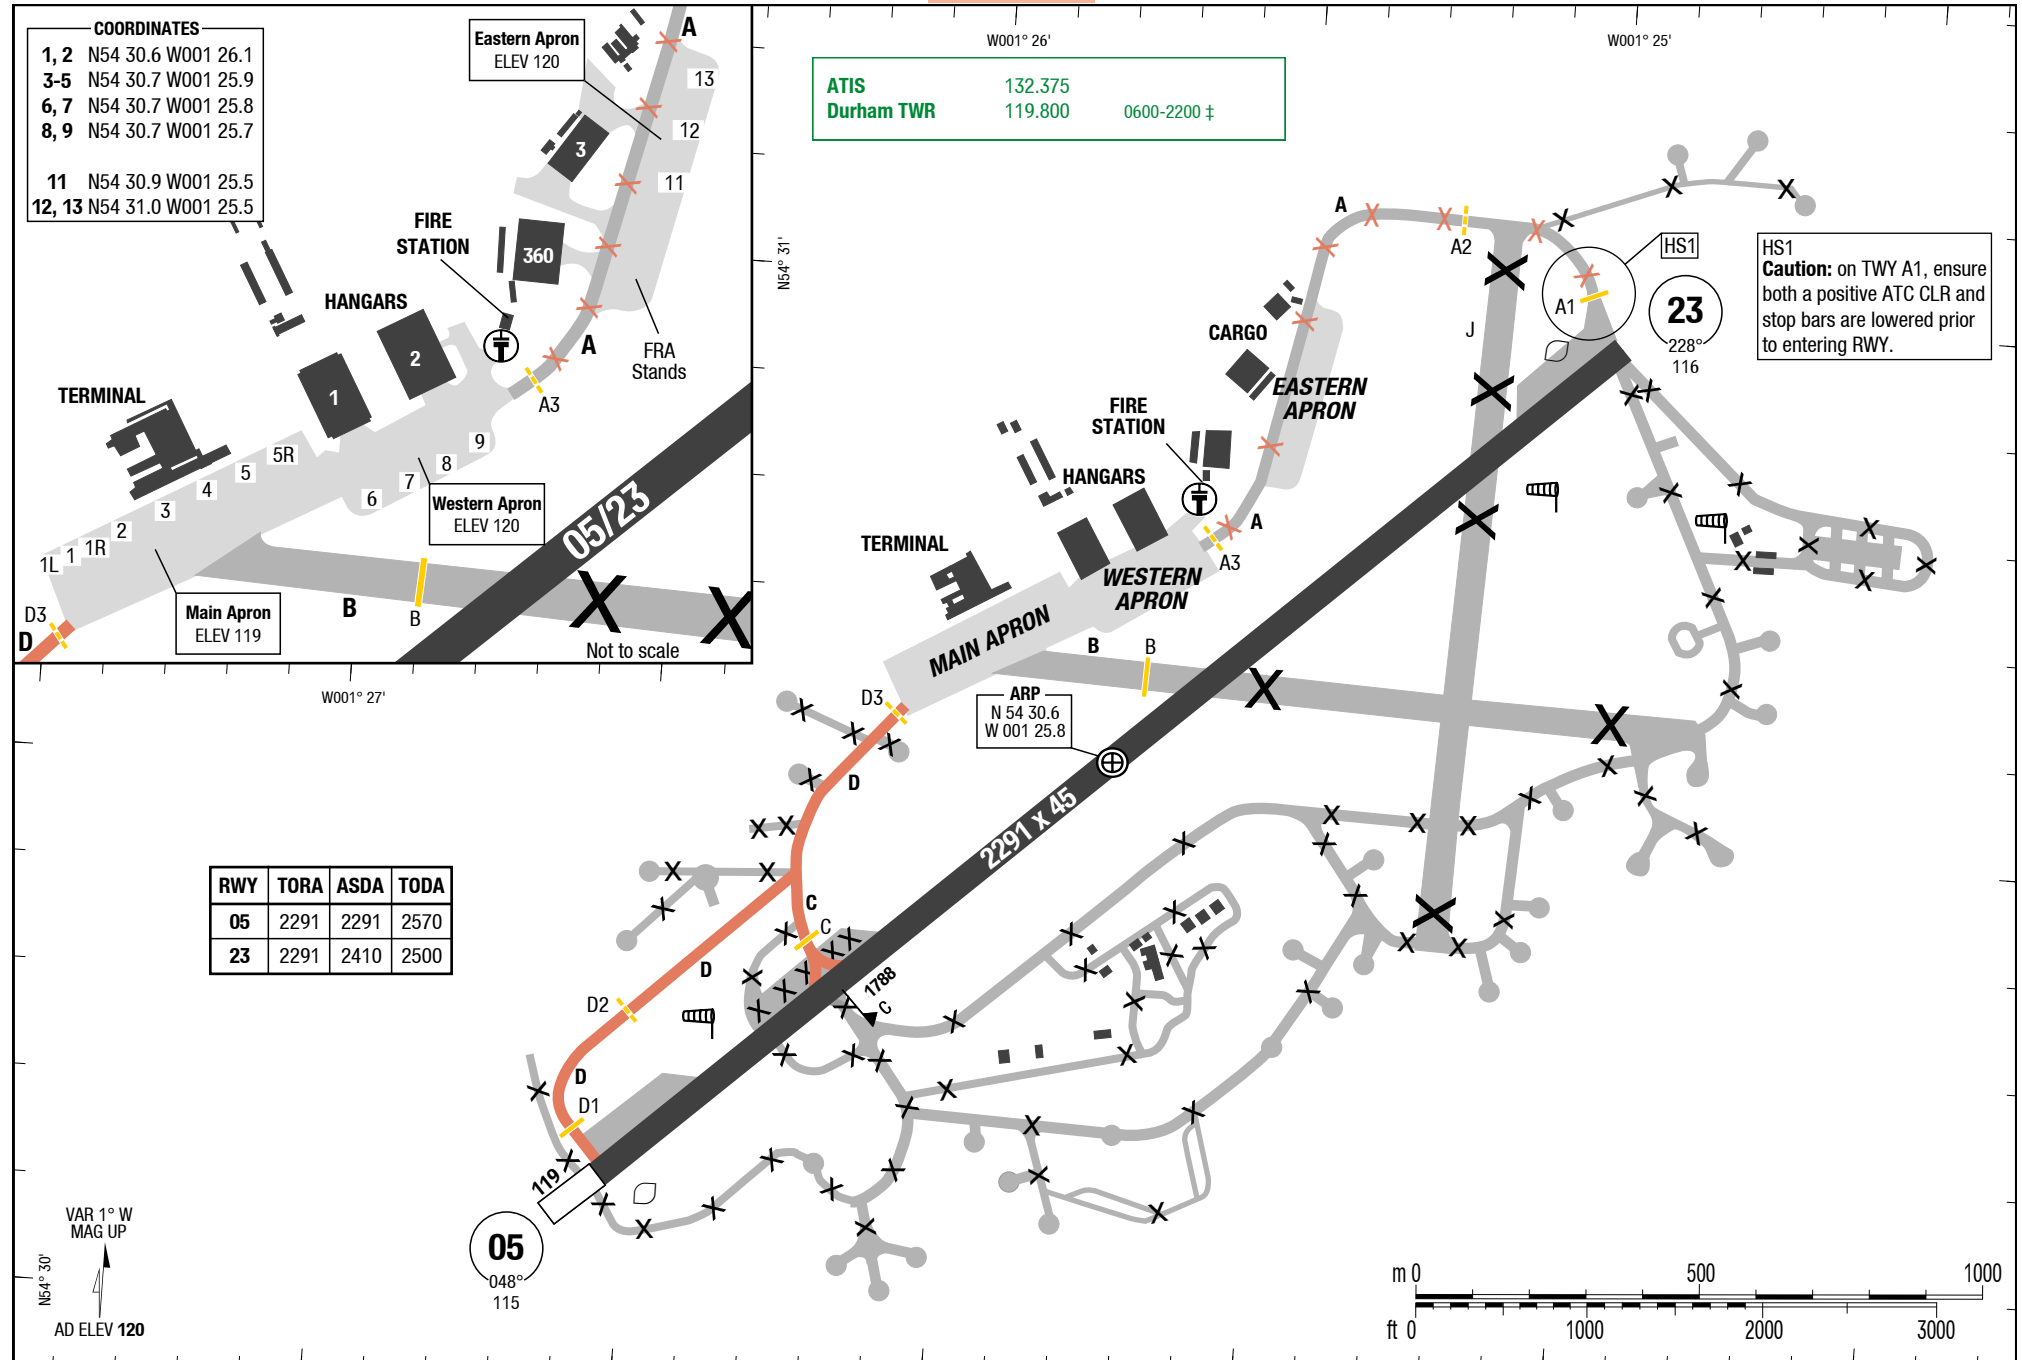 COORDINATES
1, 2 N54 30.6 W001 26.1
3-5 N54 30.7 W001 25.9
6, 7 N54 30.7 W001 25.8
8, 9 N54 30.7 W001 25.7
11 N54 30.9 W001 25.5
12, 13 N54 31.0 W001 25.5
Eastern Apron
ELEV 120
A
13
12
11
3
360
FIRE
STATION
HANGARS
2
1
TERMINAL
A
FRA
Stands
A3
9
8
7
6
5R
5
4
3
2
1R
1
1L
Western Apron
ELEV 120
Main Apron
ELEV 119
05/23
D3
D
B
B
Not to scale
W001° 26'
W001° 25'
W001° 27'
N54° 31'
N54° 30'
ATIS 132.375
Durham TWR 119.800 0600-2200 ‡
A
A2
A1
HS1
23
228°
116
HS1
Caution: on TWY A1, ensure
both a positive ATC CLR and
stop bars are lowered prior
to entering RWY.
J
CARGO
EASTERN
APRON
FIRE
STATION
HANGARS
TERMINAL
A
A3
WESTERN
APRON
MAIN APRON
B
B
D3
ARP
N 54 30.6
W 001 25.8
D
2291 x 45
C
C
1788
C
D
D2
D
D1
119
05
048°
115
RWY TORA ASDA TODA
05 2291 2291 2570
23 2291 2410 2500
VAR 1° W
MAG UP
AD ELEV 120
m 0 500 1000
ft 0 1000 2000 3000